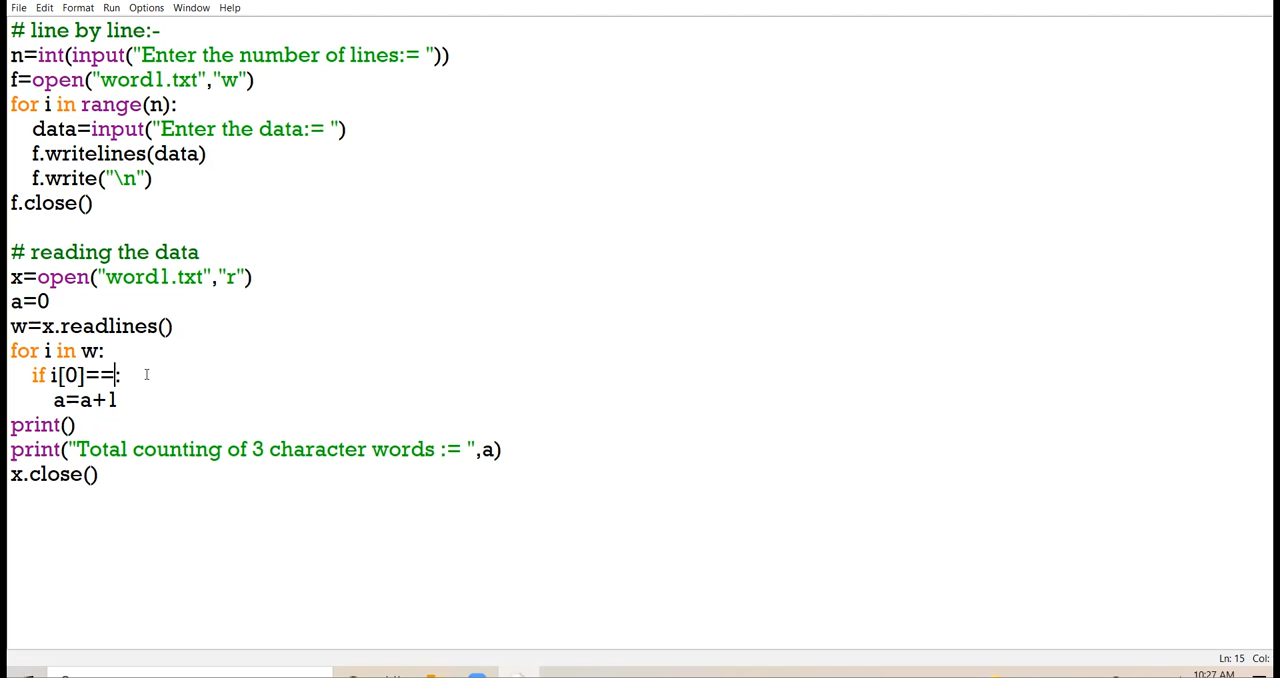 File Edit Format Run Options Window Help
# line by line:-
n=int(input("Enter the number of lines:= "))
f=open("word1.txt","w")
for i in range(n):
    data=input("Enter the data:= ")
    f.writelines(data)
    f.write("\n")
f.close()
# reading the data
x=open("word1.txt","r")
a=0
w=x.readlines()
for i in w:
    if i[0]==:
        a=a+1
print()
print("Total counting of 3 character words := ",a)
x.close()
Ln: 15 Col:
10:27 AM